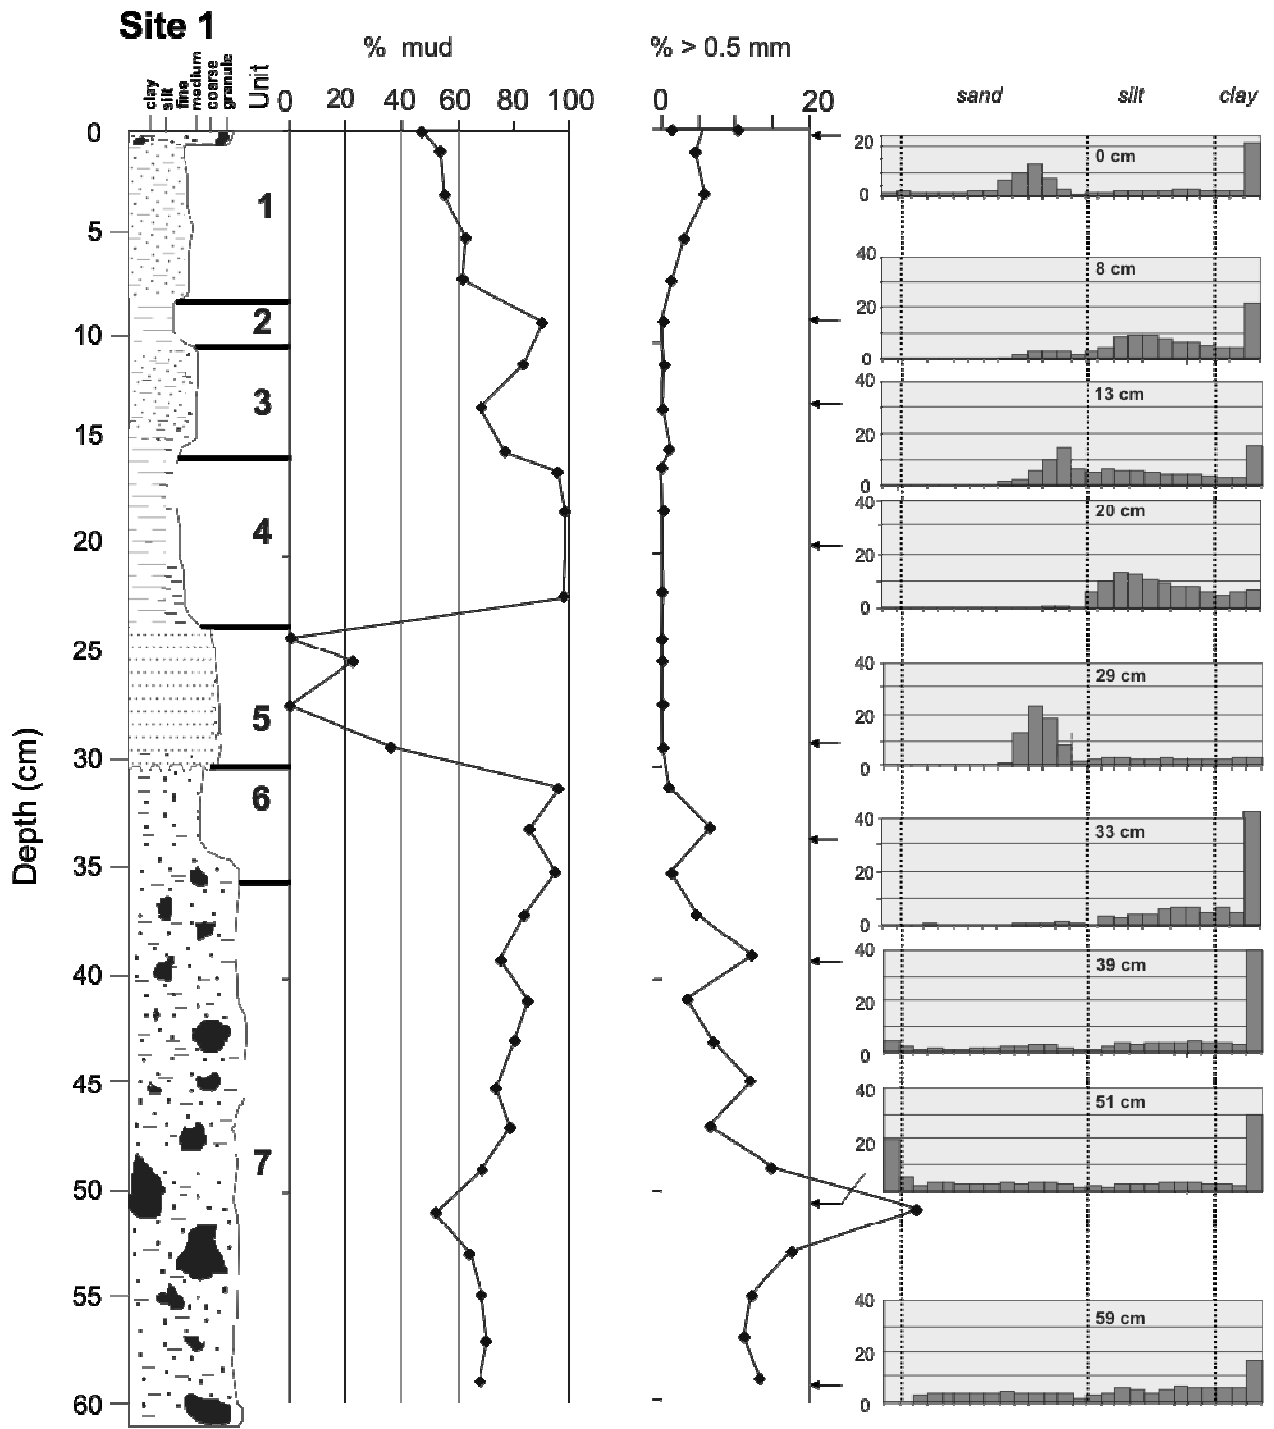 Site 1
% mud
% > 0.5 mm
clay
silt
fine
medium
coarse
granule
Unit
0 20 40 60 80 100
0 20
sand silt clay
0
5
10
15
20
25
30
35
40
45
50
55
60
Depth (cm)
1
2
3
4
5
6
7
20
0 cm
0
40
8 cm
20
0
40
13 cm
20
0
40
20 cm
20
0
40
29 cm
20
0
40
33 cm
20
0
40
39 cm
20
0
40
51 cm
20
0
40
59 cm
20
0